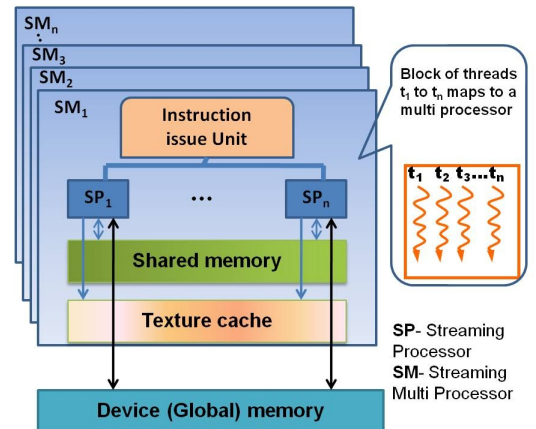 SMn
⋮
SM3
SM2
SM1
Instruction
issue Unit
SP1
...
SPn
Shared memory
Texture cache
Device (Global) memory
Block of threads
t1 to tn maps to a
multi processor
t1 t2 t3...tn
SP- Streaming
Processor
SM- Streaming
Multi Processor